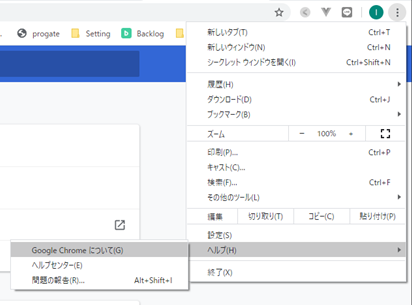 progate Setting Backlog I
新しいタブ(T) Ctrl+T
新しいウィンドウ(N) Ctrl+N
シークレット ウィンドウを開く(I) Ctrl+Shift+N
履歴(H)
ダウンロード(D) Ctrl+J
ブックマーク(B)
ズーム － 100% ＋
印刷(P)... Ctrl+P
キャスト(C)...
検索(F)... Ctrl+F
その他のツール(L)
編集 切り取り(T) コピー(C) 貼り付け(P)
設定(S)
ヘルプ(H)
Google Chrome について(G)
ヘルプセンター(E)
問題の報告(R)... Alt+Shift+I
終了(X)